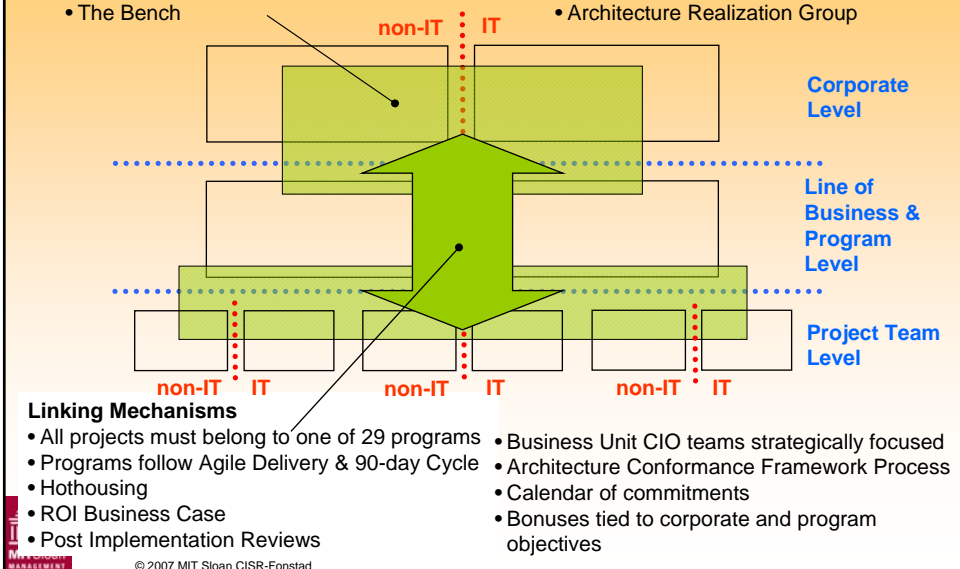 • The Bench
• Architecture Realization Group
non-IT IT
Corporate
Level
Line of
Business &
Program
Level
Project Team
Level
non-IT IT
non-IT IT
non-IT IT
Linking Mechanisms
• All projects must belong to one of 29 programs
• Programs follow Agile Delivery & 90-day Cycle
• Hothousing
• ROI Business Case
• Post Implementation Reviews
• Business Unit CIO teams strategically focused
• Architecture Conformance Framework Process
• Calendar of commitments
• Bonuses tied to corporate and program
objectives
MIT Sloan
MANAGEMENT
© 2007 MIT Sloan CISR-Fonstad